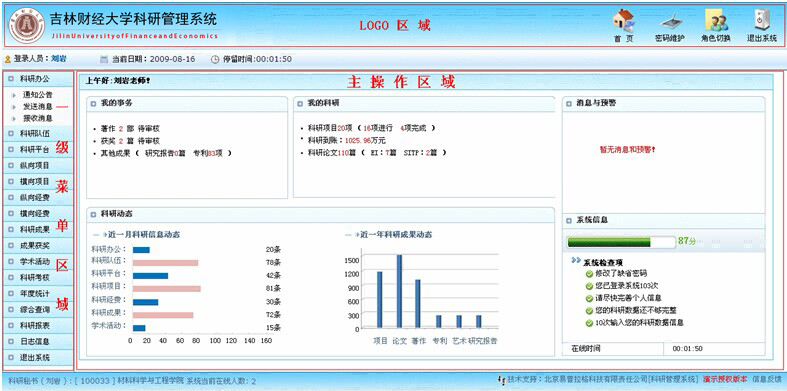 吉林财经大学科研管理系统
JilinUniversityofFinanceandEconomics
LOGO 区 域
首 页 密码维护 角色切换 退出系统
登录人员：刘岩 当前日期：2009-08-16 停留时间:00:01:50
一级菜单区域
科研办公
通知公告
发送消息
接收消息
科研队伍
科研平台
纵向项目
横向项目
纵向经费
横向经费
科研成果
成果获奖
学术活动
科研考核
年度统计
综合查询
科研报表
日志信息
退出系统
上午好：刘岩老师！
主 操 作 区 域
我的事务
著作 2 部 待审核
获奖 2 篇 待审核
其他成果 （ 研究报告0篇 专利83项 ）
我的科研
科研项目20项 （ 16项进行 4项完成 ）
科研到账：1025.96万元
科研论文110篇 （ EI：7篇 SITP：2篇 ）
消息与预警
暂无消息和预警！
科研动态
近一月科研信息动态
科研办公： 20条
科研队伍： 78条
科研平台： 42条
科研项目： 81条
科研经费： 30条
科研成果： 72条
学术活动： 15条
0 20 40 60 80 100 120 140 160
近一年科研成果动态
1500
1200
900
600
300
0
项目 论文 著作 专利 艺术 研究报告
系统信息
87分
系统检查项
修改了缺省密码
您已登录系统103次
请尽快完善个人信息
您的科研数据还不够完整
10次输入您的科研数据信息
在线时间 00:01:50
科研秘书（ 刘岩 ）：[ 100033 ] 材料科学与工程学院 系统当前在线人数: 2
技术支持：北京易普拉格科技有限责任公司[科研管理系统] 演示授权版本 信息反馈